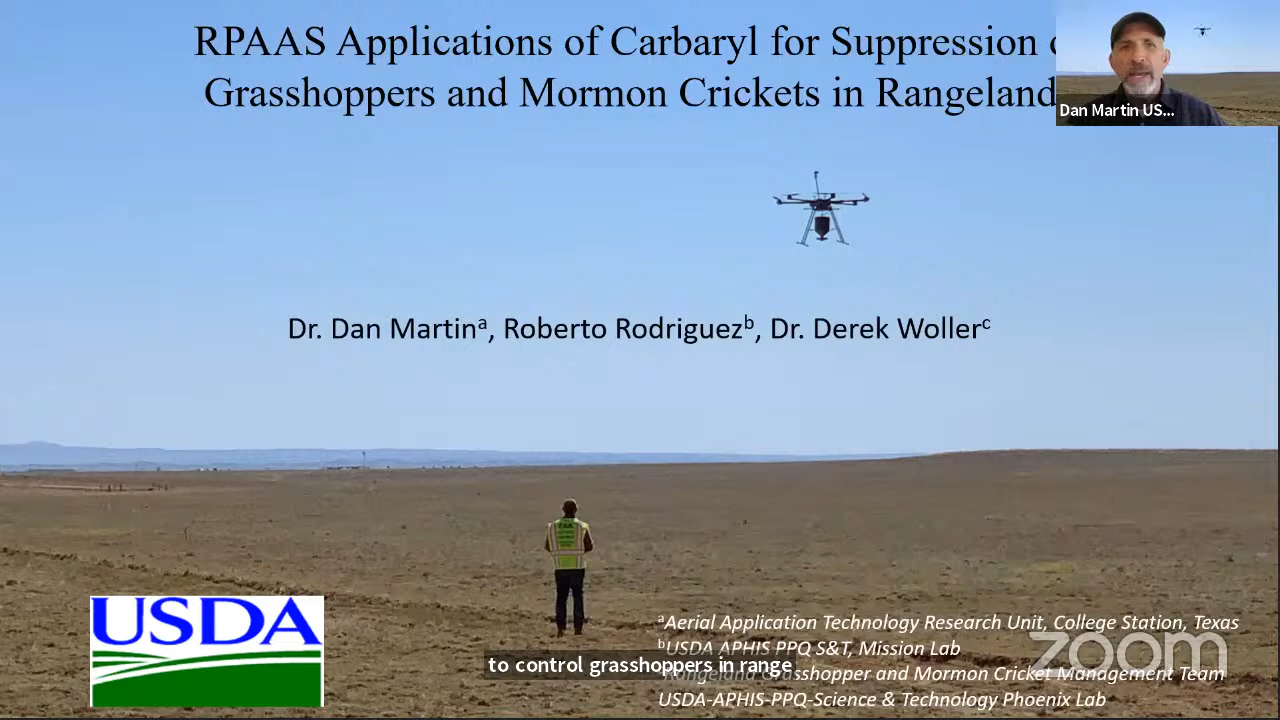 RPAAS Applications of Carbaryl for Suppression
Grasshoppers and Mormon Crickets in Rangeland
Dan Martin US...
Dr. Dan Martinᵃ, Roberto Rodriguezᵇ, Dr. Derek Wollerᶜ
USDA
ᵃAerial Application Technology Research Unit, College Station, Texas
ᵇUSDA APHIS PPQ S&T, Mission Lab
zoom
to control grasshoppers in range
Rangeland Grasshopper and Mormon Cricket Management Team
USDA-APHIS-PPQ-Science & Technology Phoenix Lab